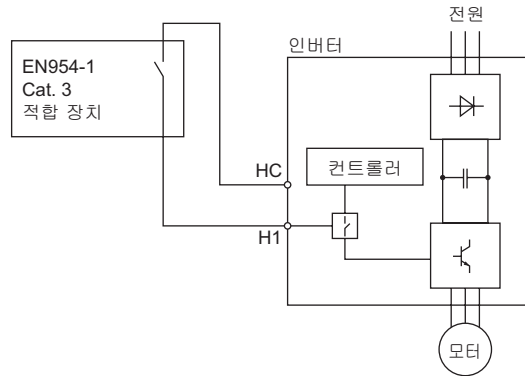 전원
인버터
EN954-1
Cat. 3
적합 장치
컨트롤러
HC
H1
모터